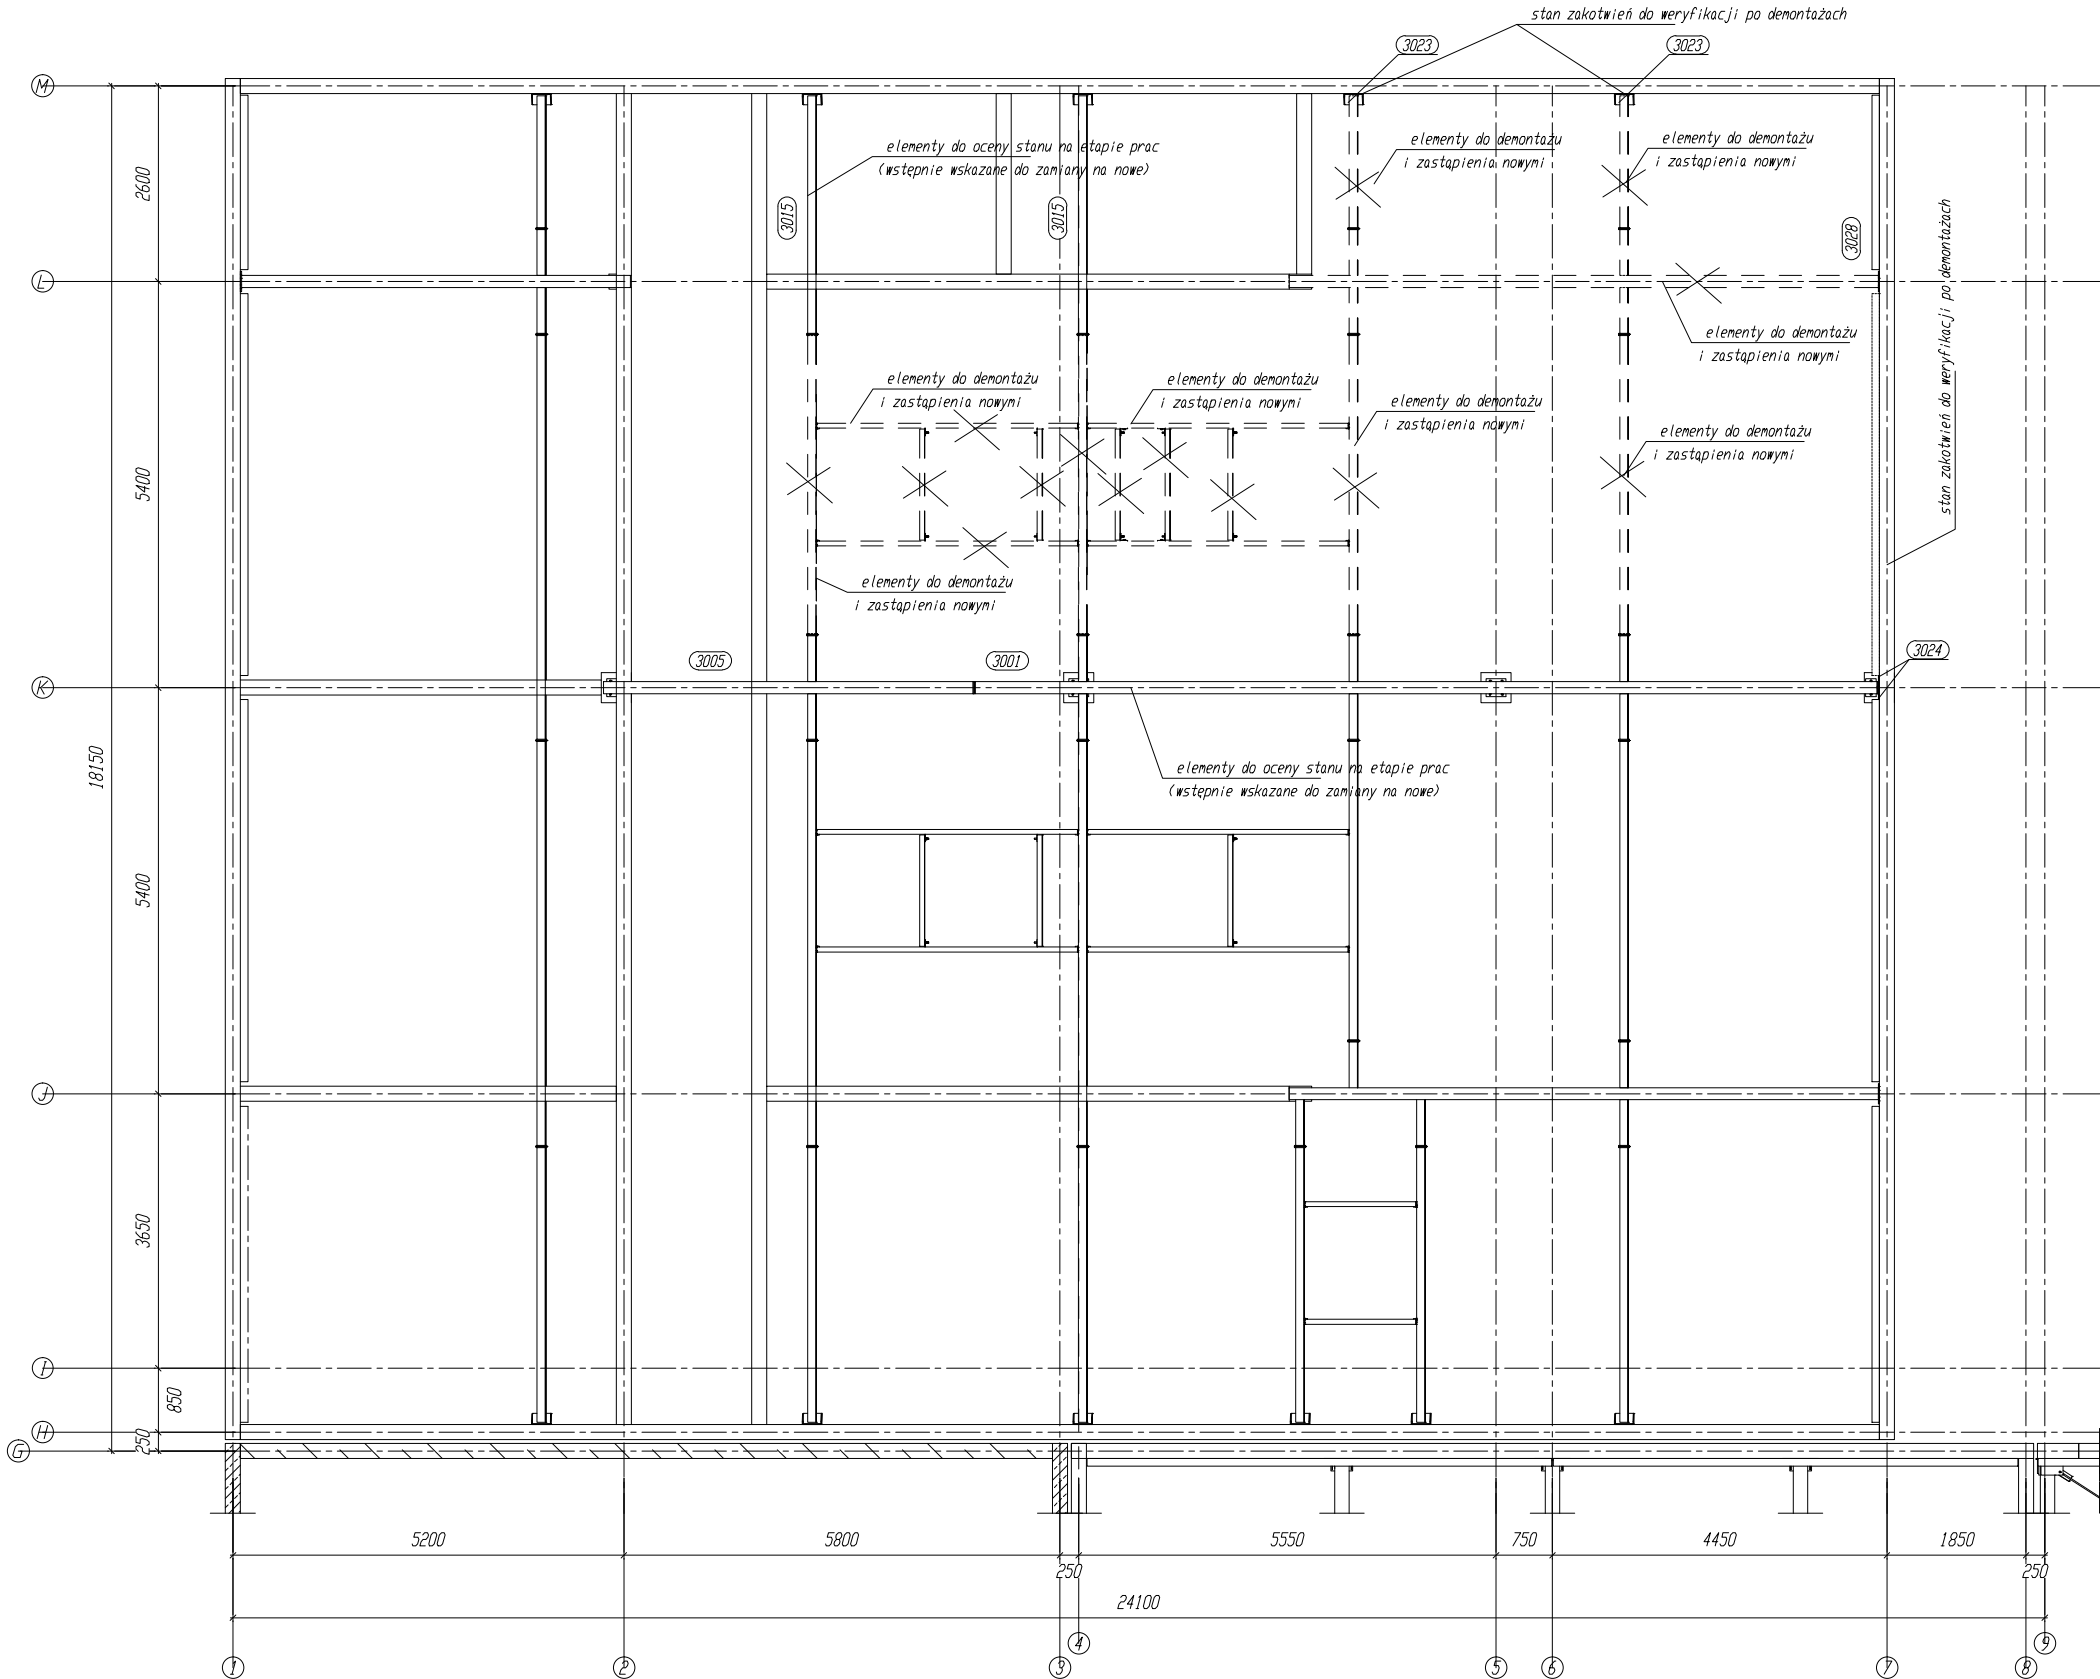 stan zakotwień do weryfikacji po demontażach
3023
3023
M
elementy do oceny stanu na etapie prac
(wstępnie wskazane do zamiany na nowe)
elementy do demontażu
i zastąpienia nowymi
elementy do demontażu
i zastąpienia nowymi
2600
3015
3015
3028
stan zakotwień do weryfikacji po demontażach
L
elementy do demontażu
i zastąpienia nowymi
elementy do demontażu
i zastąpienia nowymi
elementy do demontażu
i zastąpienia nowymi
elementy do demontażu
i zastąpienia nowymi
elementy do demontażu
i zastąpienia nowymi
5400
elementy do demontażu
i zastąpienia nowymi
3005
3001
3024
K
18150
elementy do oceny stanu na etapie prac
(wstępnie wskazane do zamiany na nowe)
5400
J
3650
I
850
H
250
G
5200
5800
250
5550
750
4450
1850
250
24100
1
2
3
4
5
6
7
8
9